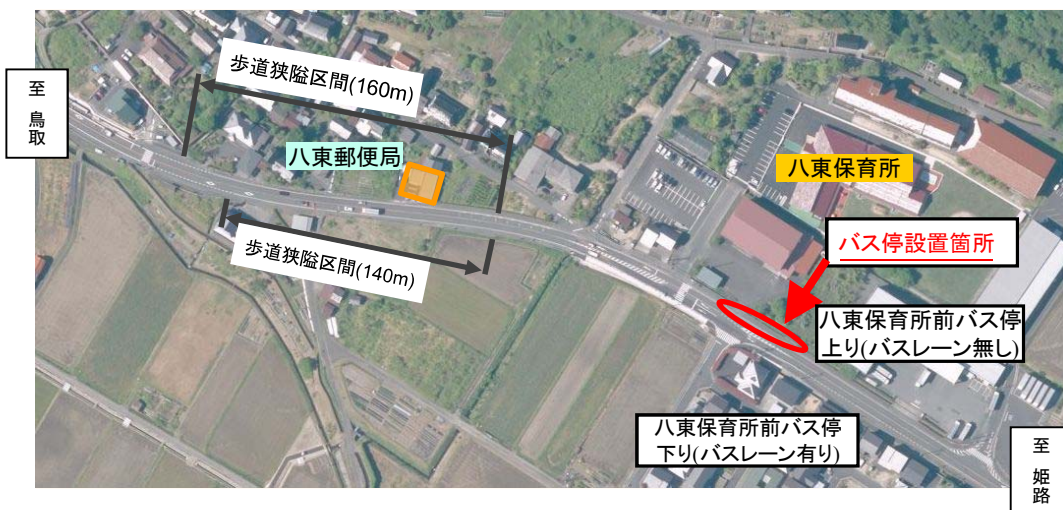 至 鳥取
歩道狭隘区間(160m)
八東郵便局
歩道狭隘区間(140m)
八東保育所
バス停設置箇所
八東保育所前バス停
上り(バスレーン無し)
八東保育所前バス停
下り(バスレーン有り)
至 姫路